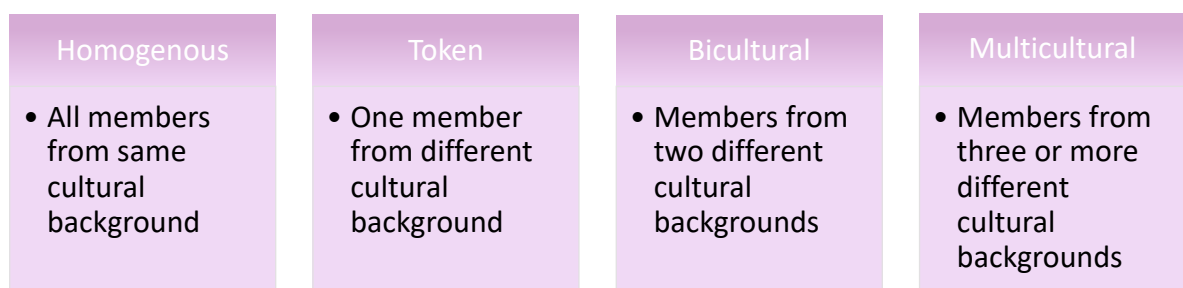 Homogenous
• All members
from same
cultural
background
Token
• One member
from different
cultural
background
Bicultural
• Members from
two different
cultural
backgrounds
Multicultural
• Members from
three or more
different
cultural
backgrounds